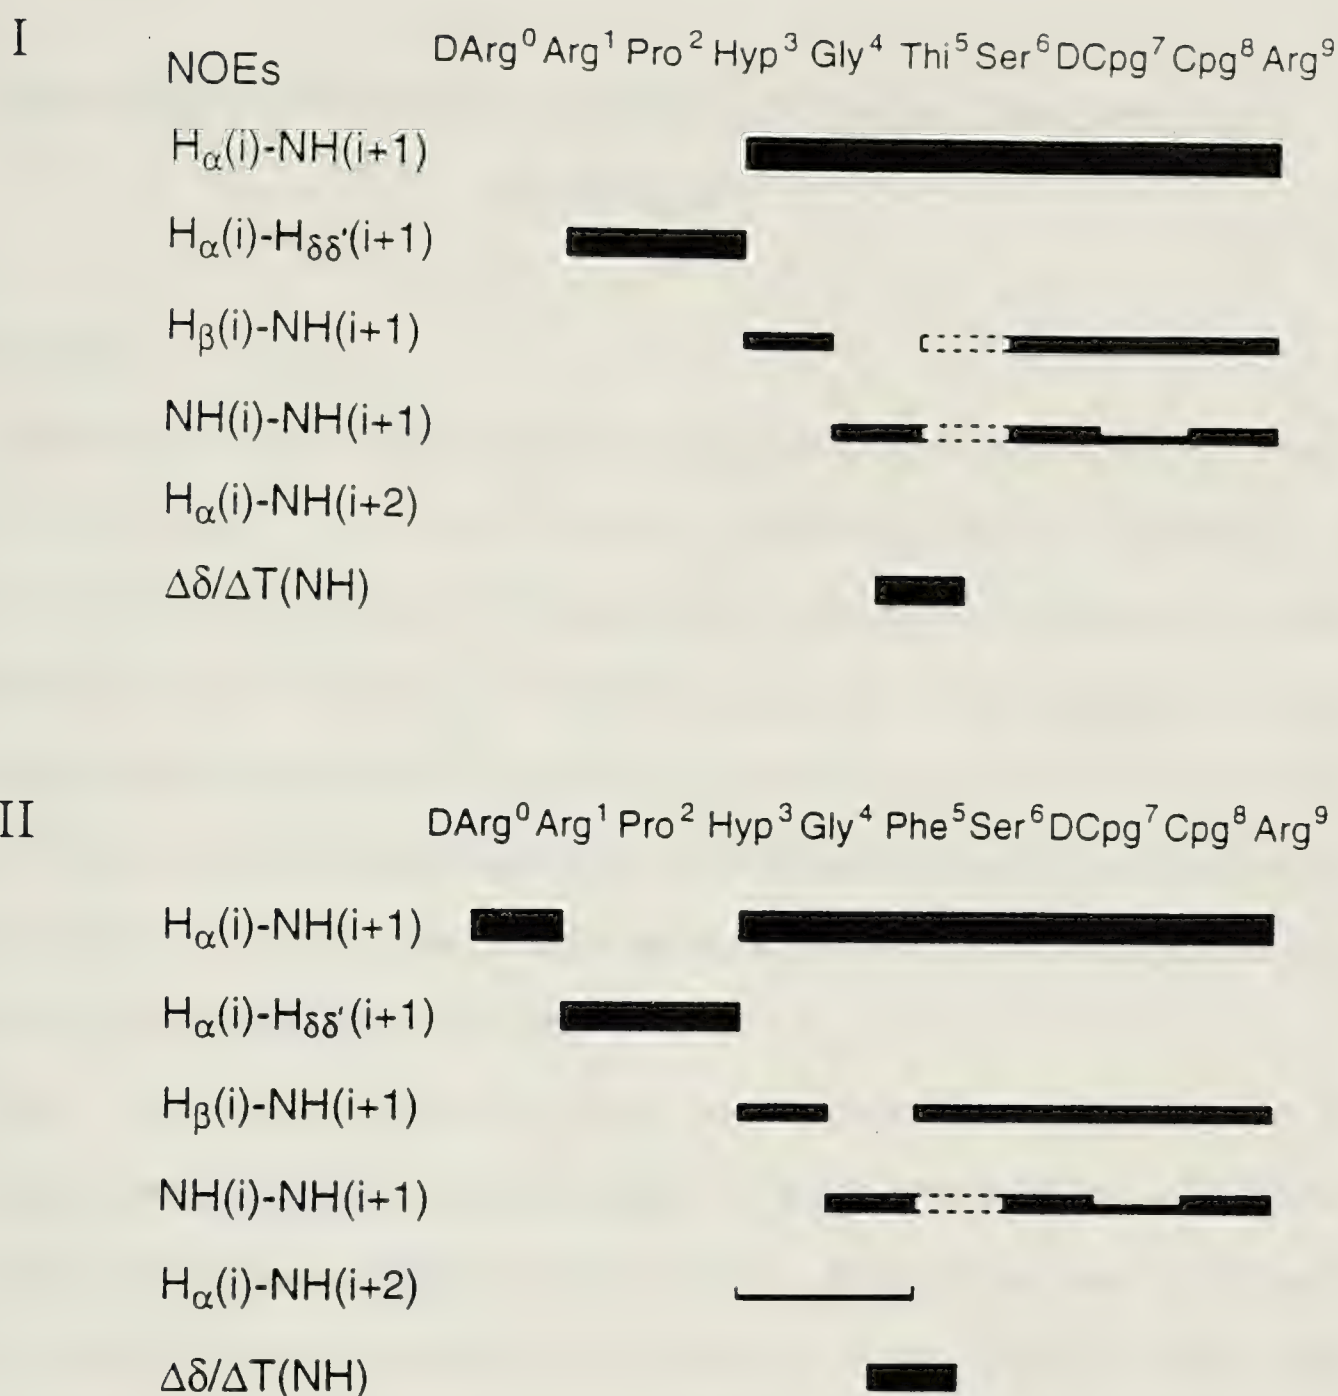 I
NOEs DArg⁰ Arg¹ Pro² Hyp³ Gly⁴ Thi⁵ Ser⁶ DCpg⁷ Cpg⁸ Arg⁹
Hα(i)-NH(i+1)
Hα(i)-Hδδ'(i+1)
Hβ(i)-NH(i+1)
NH(i)-NH(i+1)
Hα(i)-NH(i+2)
Δδ/ΔT(NH)
II
DArg⁰ Arg¹ Pro² Hyp³ Gly⁴ Phe⁵ Ser⁶ DCpg⁷ Cpg⁸ Arg⁹
Hα(i)-NH(i+1)
Hα(i)-Hδδ'(i+1)
Hβ(i)-NH(i+1)
NH(i)-NH(i+1)
Hα(i)-NH(i+2)
Δδ/ΔT(NH)